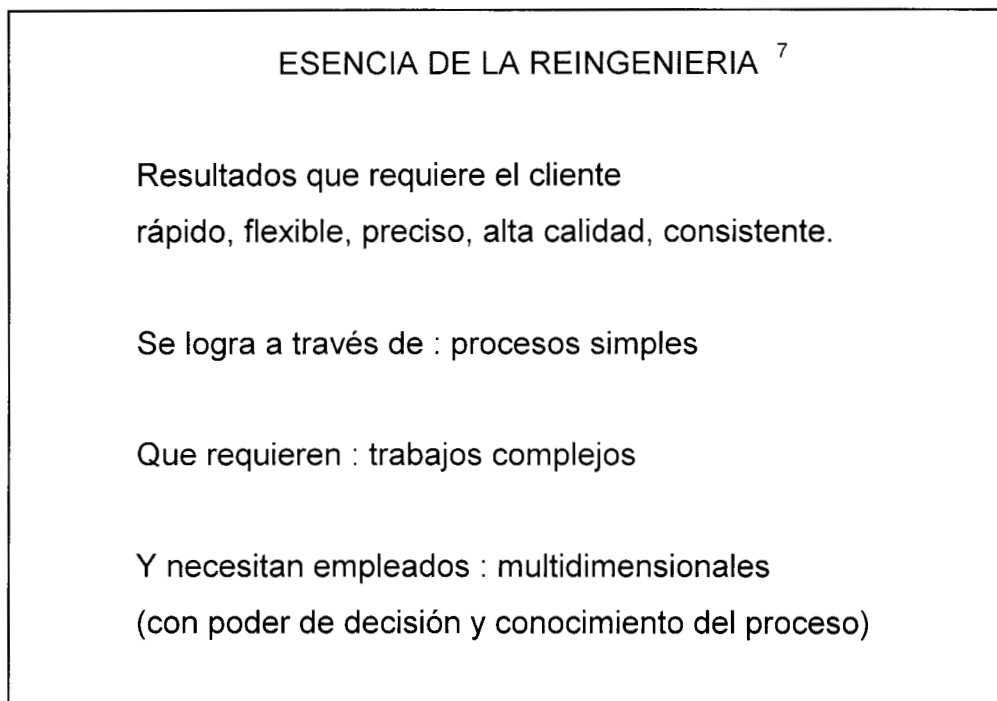 ESENCIA DE LA REINGENIERIA 7
Resultados que requiere el cliente
rápido, flexible, preciso, alta calidad, consistente.
Se logra a través de : procesos simples
Que requieren : trabajos complejos
Y necesitan empleados : multidimensionales
(con poder de decisión y conocimiento del proceso)